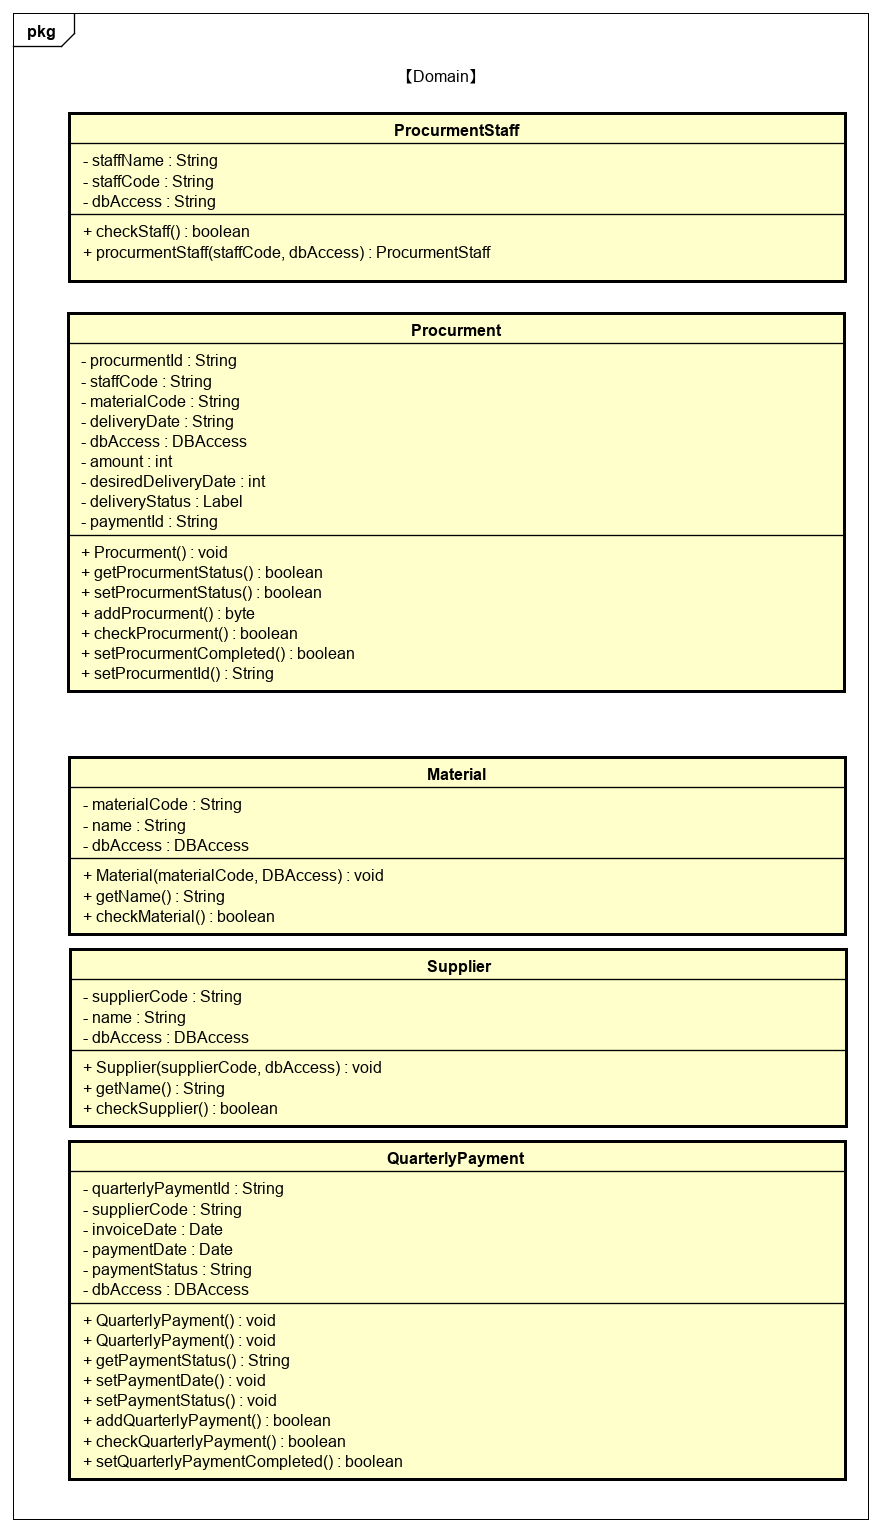 pkg
【Domain】
ProcurmentStaff
- staffName : String
- staffCode : String
- dbAccess : String
+ checkStaff() : boolean
+ procurmentStaff(staffCode, dbAccess) : ProcurmentStaff
Procurment
- procurmentId : String
- staffCode : String
- materialCode : String
- deliveryDate : String
- dbAccess : DBAccess
- amount : int
- desiredDeliveryDate : int
- deliveryStatus : Label
- paymentId : String
+ Procurment() : void
+ getProcurmentStatus() : boolean
+ setProcurmentStatus() : boolean
+ addProcurment() : byte
+ checkProcurment() : boolean
+ setProcurmentCompleted() : boolean
+ setProcurmentId() : String
Material
- materialCode : String
- name : String
- dbAccess : DBAccess
+ Material(materialCode, DBAccess) : void
+ getName() : String
+ checkMaterial() : boolean
Supplier
- supplierCode : String
- name : String
- dbAccess : DBAccess
+ Supplier(supplierCode, dbAccess) : void
+ getName() : String
+ checkSupplier() : boolean
QuarterlyPayment
- quarterlyPaymentId : String
- supplierCode : String
- invoiceDate : Date
- paymentDate : Date
- paymentStatus : String
- dbAccess : DBAccess
+ QuarterlyPayment() : void
+ QuarterlyPayment() : void
+ getPaymentStatus() : String
+ setPaymentDate() : void
+ setPaymentStatus() : void
+ addQuarterlyPayment() : boolean
+ checkQuarterlyPayment() : boolean
+ setQuarterlyPaymentCompleted() : boolean